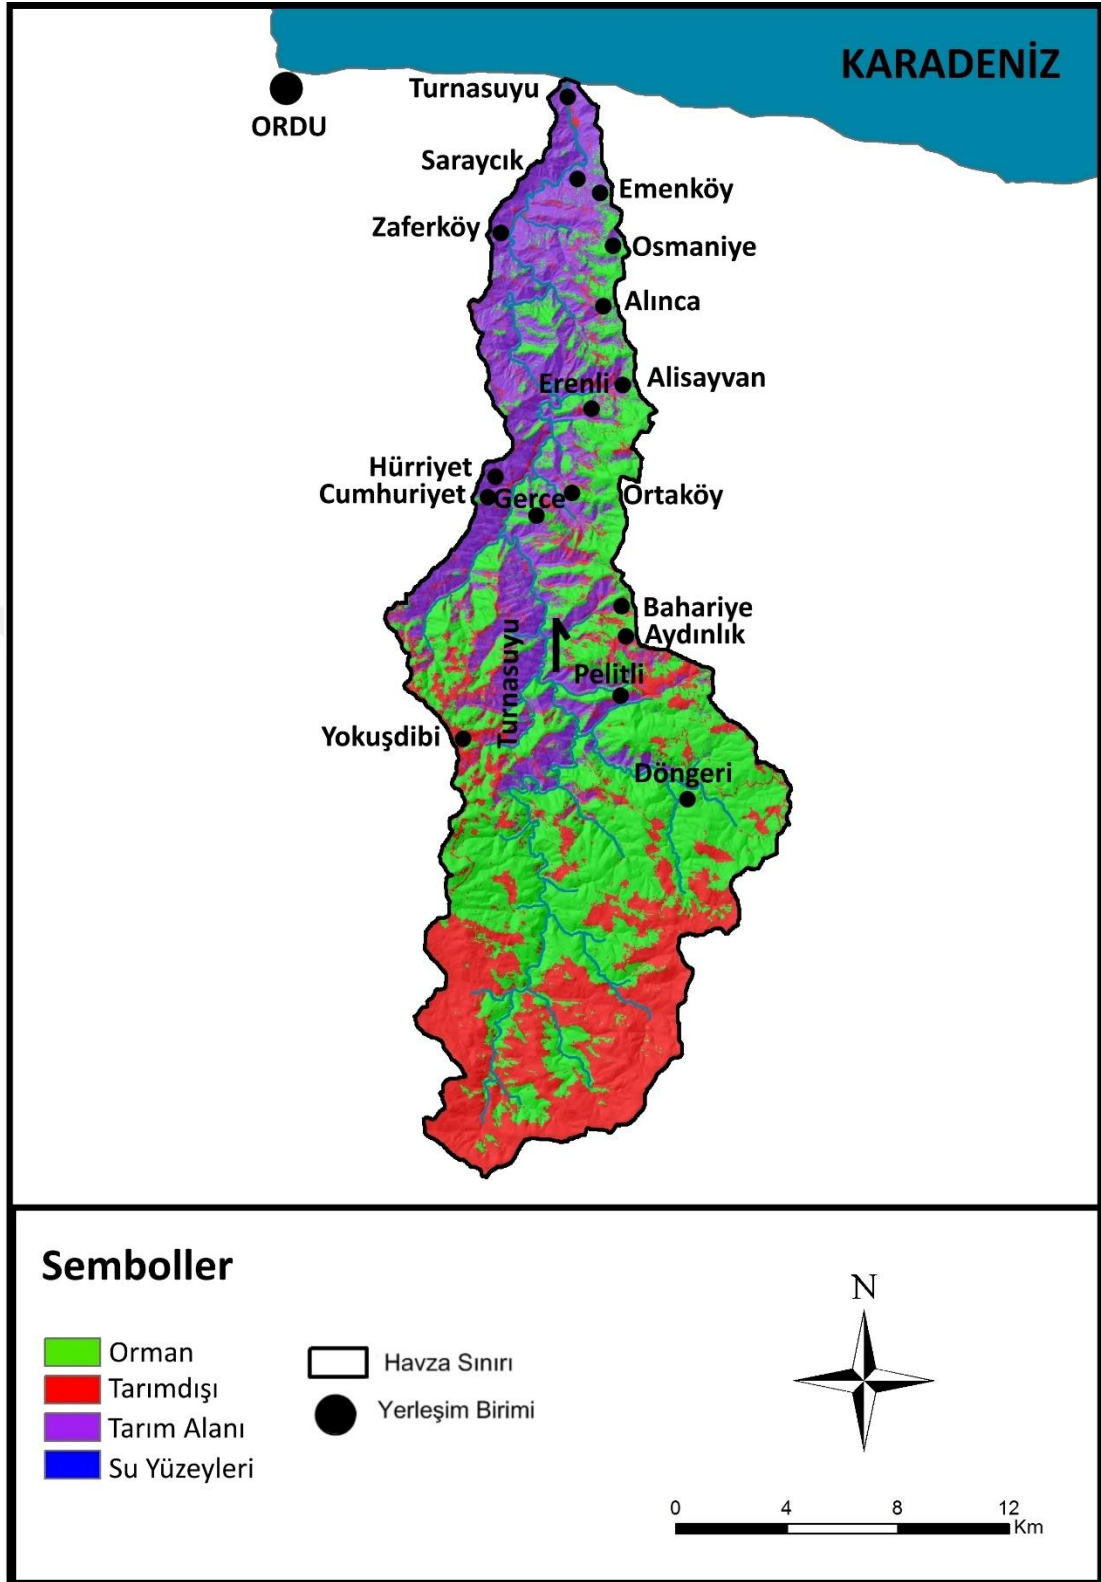 KARADENİZ
Turnasuyu
ORDU
Saraycık
Emenköy
Zaferköy
Osmaniye
Alınca
Alisayvan
Erenli
Hürriyet
Cumhuriyet
Gerce
Ortaköy
Bahariye
Aydınlık
Turnasuyu
Pelitli
Yokuşdibi
Döngeri
Semboller
Orman
Tarımdışı
Tarım Alanı
Su Yüzeyleri
Havza Sınırı
Yerleşim Birimi
N
0 4 8 12
Km